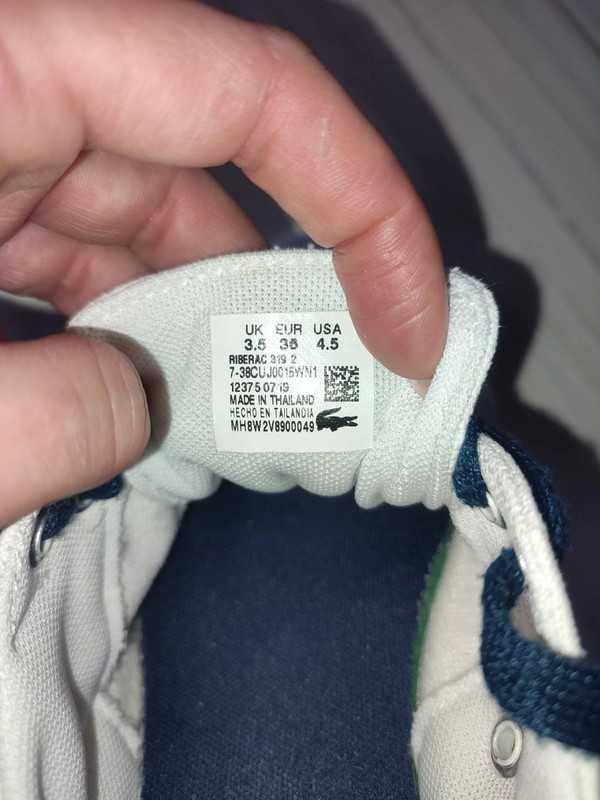 UK EUR USA
3.5 36 4.5
RIBERAC 319 2
7-38CUJ0015WN1
12375 07 19
MADE IN THAILAND
HECHO EN TAILANDIA
MH8W2V8900049